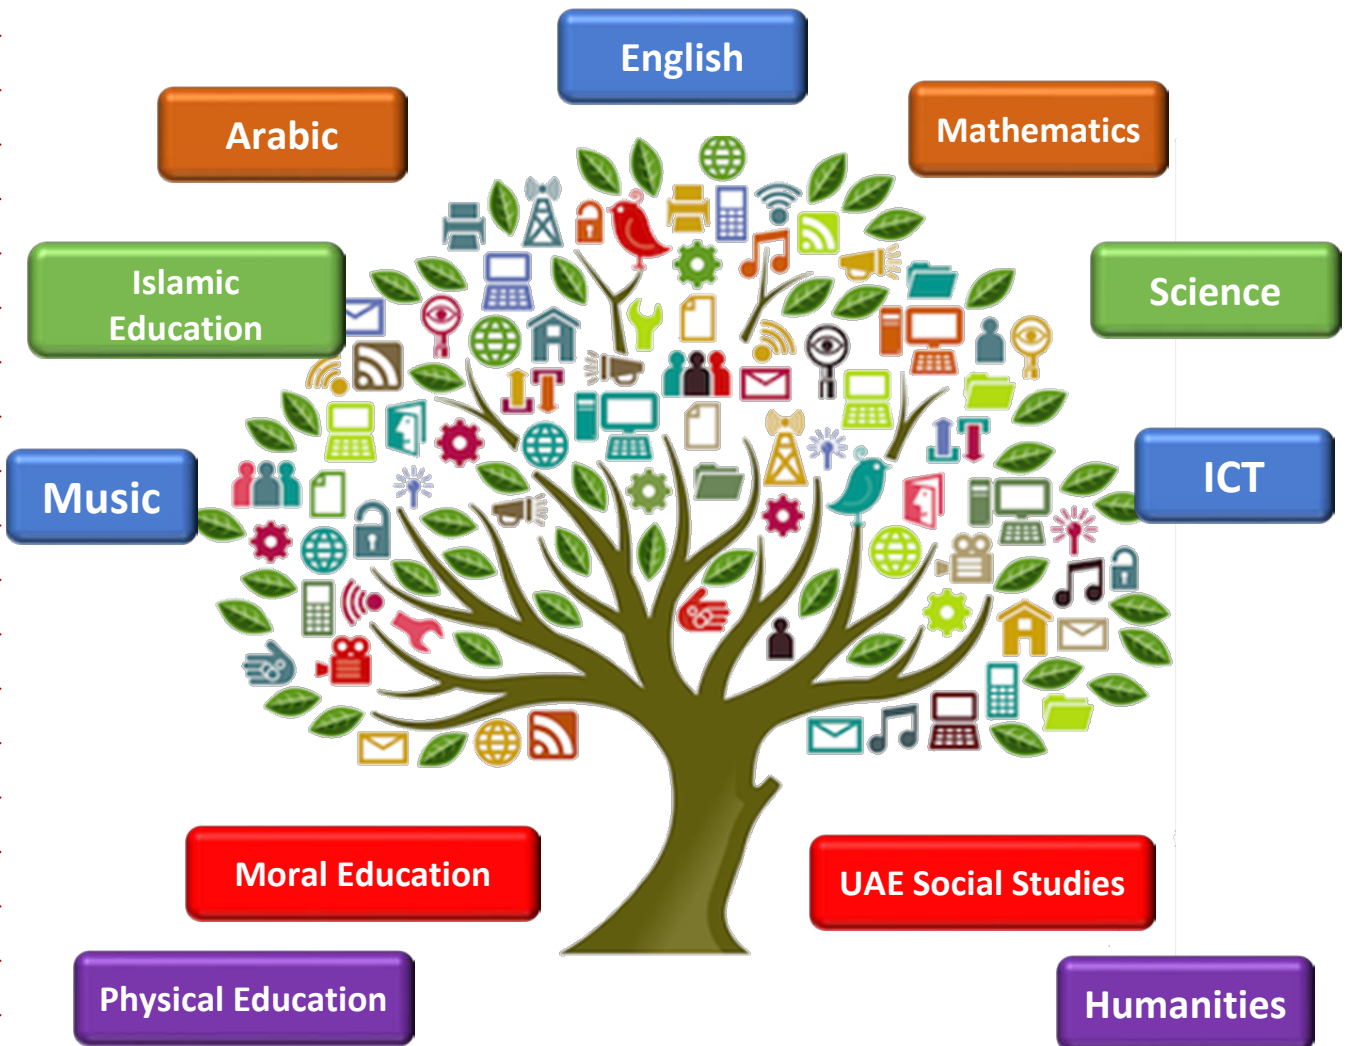 English
Arabic
Mathematics
Islamic
Education
Science
Music
ICT
Moral Education
UAE Social Studies
Physical Education
Humanities